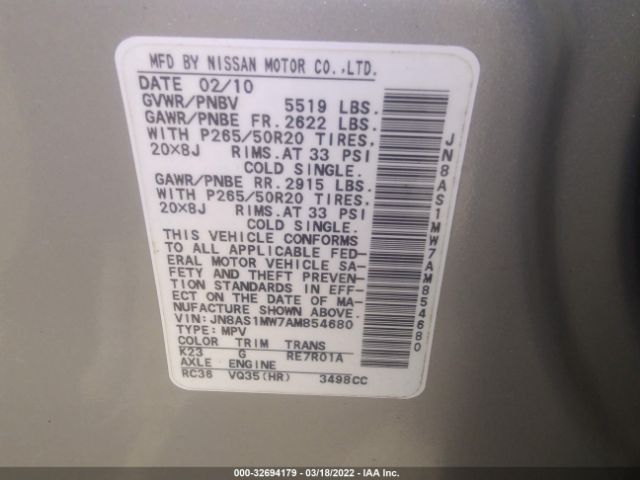 MFD BY NISSAN MOTOR CO.,LTD.
DATE 02/10
GVWR/PNBV 5519 LBS.
GAWR/PNBE FR. 2622 LBS.
WITH P265/50R20 TIRES,
20×8J RIMS.AT 33 PSI
COLD SINGLE.
GAWR/PNBE RR. 2915 LBS.
WITH P265/50R20 TIRES,
20×8J RIMS.AT 33 PSI
COLD SINGLE.
THIS VEHICLE CONFORMS
TO ALL APPLICABLE FED-
ERAL MOTOR VEHICLE SA-
FETY AND THEFT PREVEN-
TION STANDARDS IN EFF-
ECT ON THE DATE OF MA-
NUFACTURE SHOWN ABOVE.
VIN: JN8AS1MW7AM854680
TYPE: MPV
COLOR TRIM TRANS
K23 G RE7R01A
AXLE ENGINE
RC36 VQ35(HR) 3498CC
JN8AS1MW7AM854680
000-32694179 - 03/18/2022 - IAA Inc.